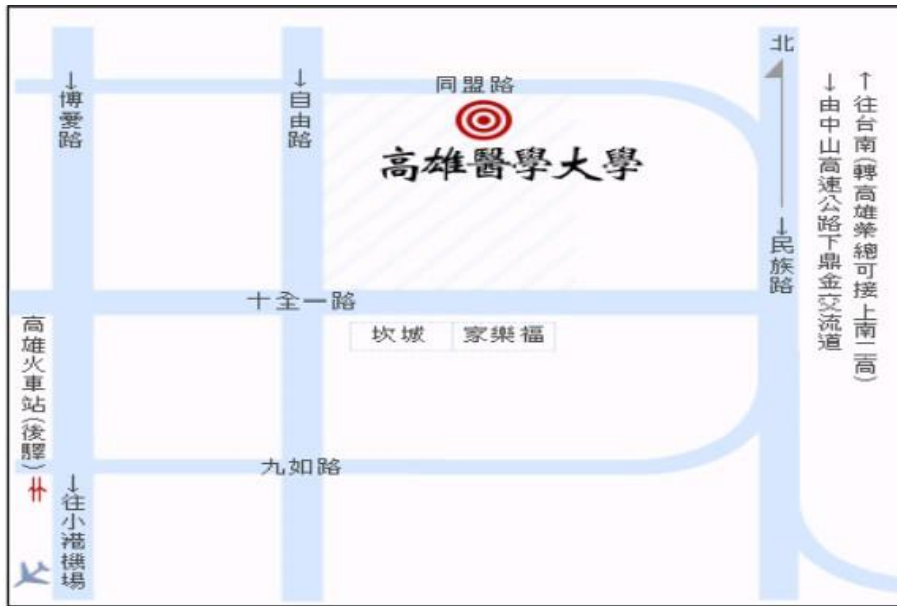 北
↓博愛路
↓自由路
同盟路
高雄醫學大學
↓民族路
↑往台南(轉高雄榮總可接上南二高)
↓由中山高速公路下鼎金交流道
十全一路
坎城
家樂福
高雄火車站(後驛)
九如路
↓往小港機場